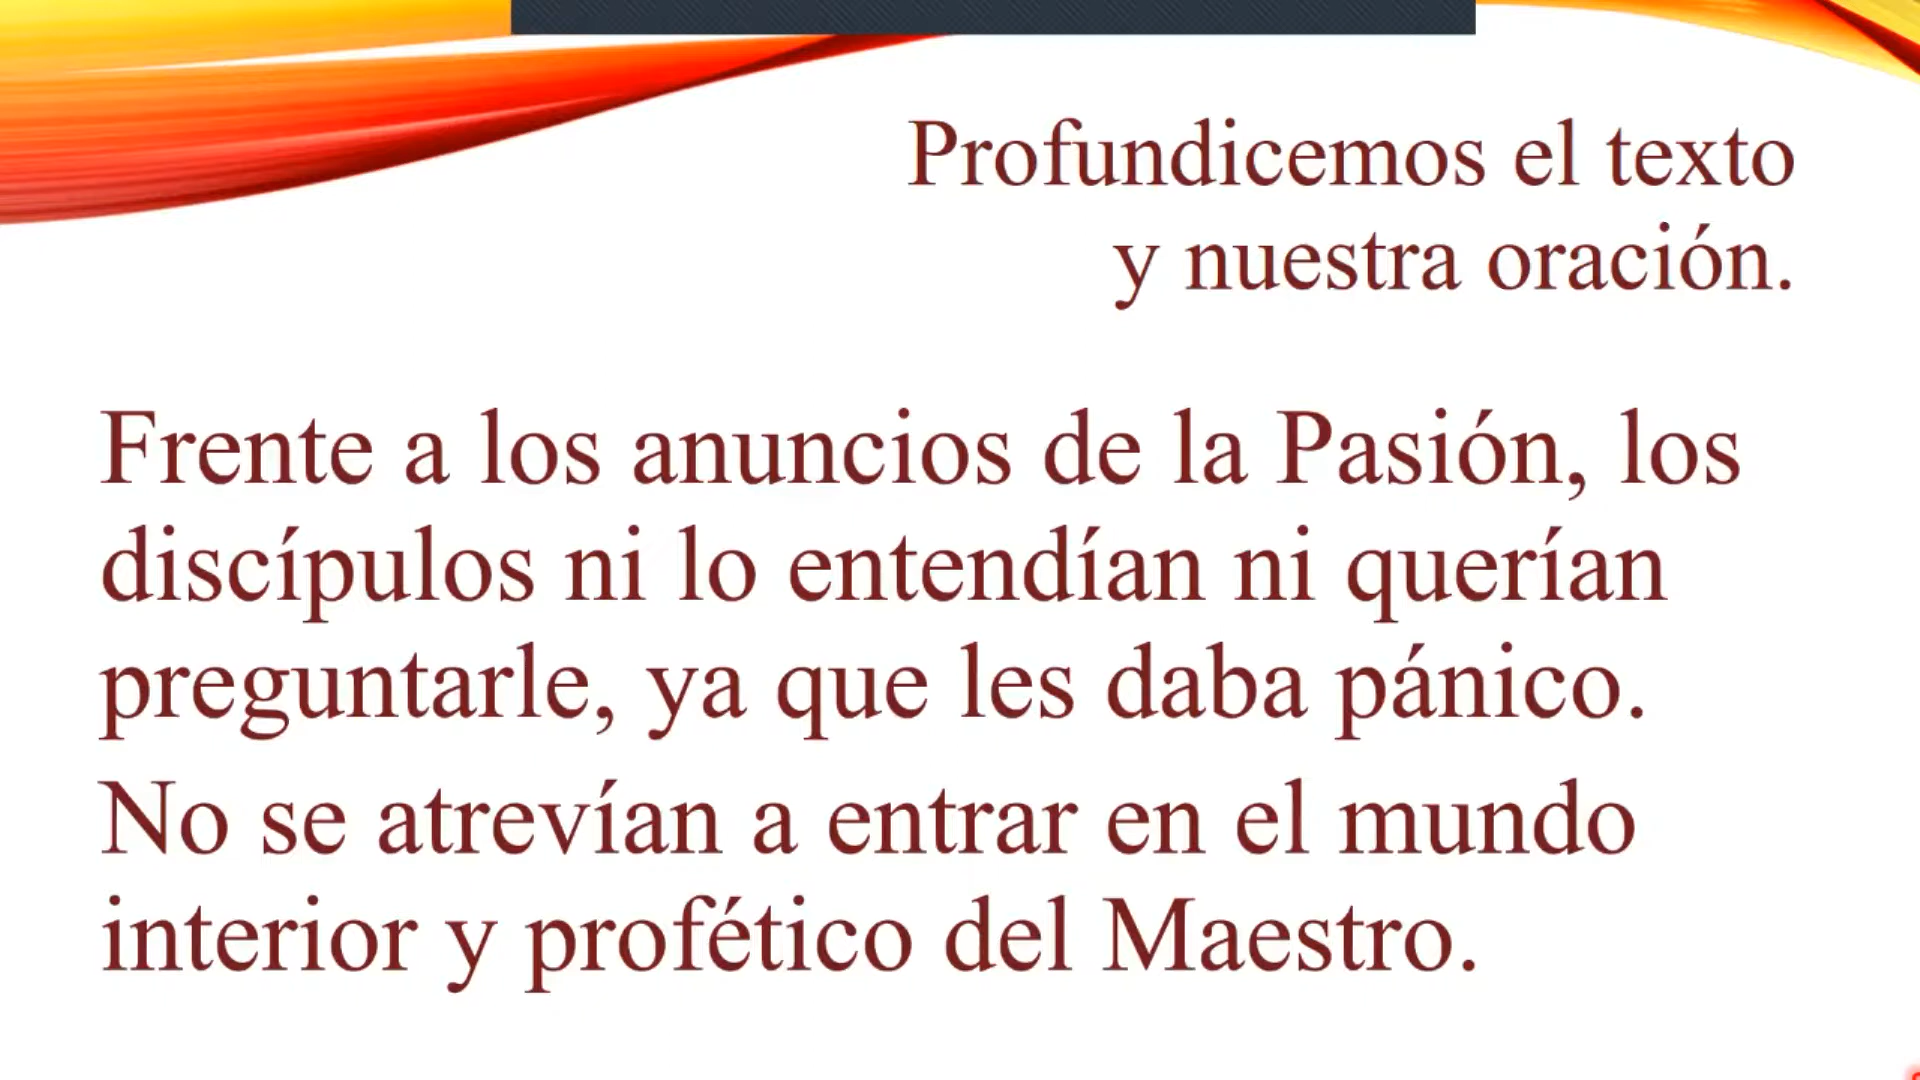 Profundicemos el texto
y nuestra oración.
Frente a los anuncios de la Pasión, los
discípulos ni lo entendían ni querían
preguntarle, ya que les daba pánico.
No se atrevían a entrar en el mundo
interior y profético del Maestro.